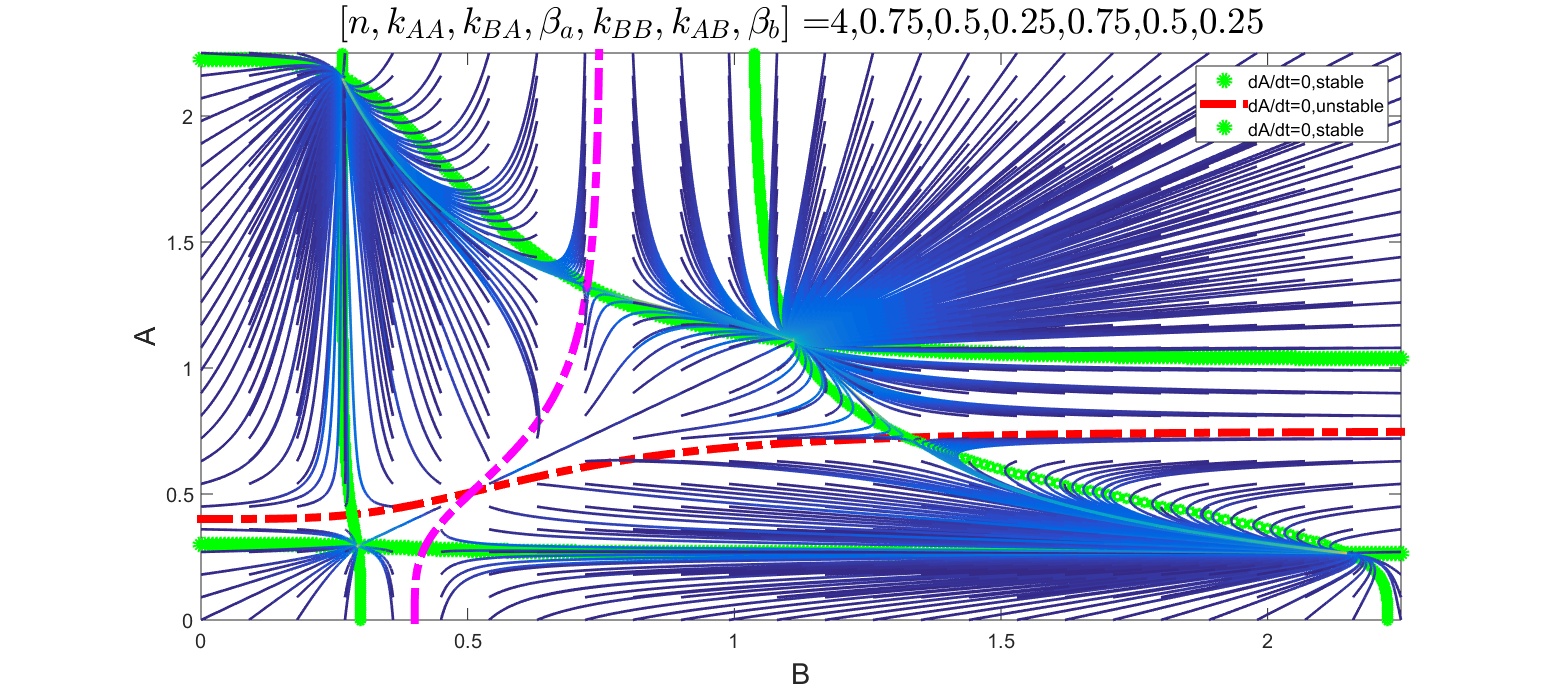 [n, k_AA, k_BA, β_a, k_BB, k_AB, β_b] =4,0.75,0.5,0.25,0.75,0.5,0.25
dA/dt=0,stable
dA/dt=0,unstable
dA/dt=0,stable
2
1.5
1
0.5
0
A
0 0.5 1 1.5 2
B